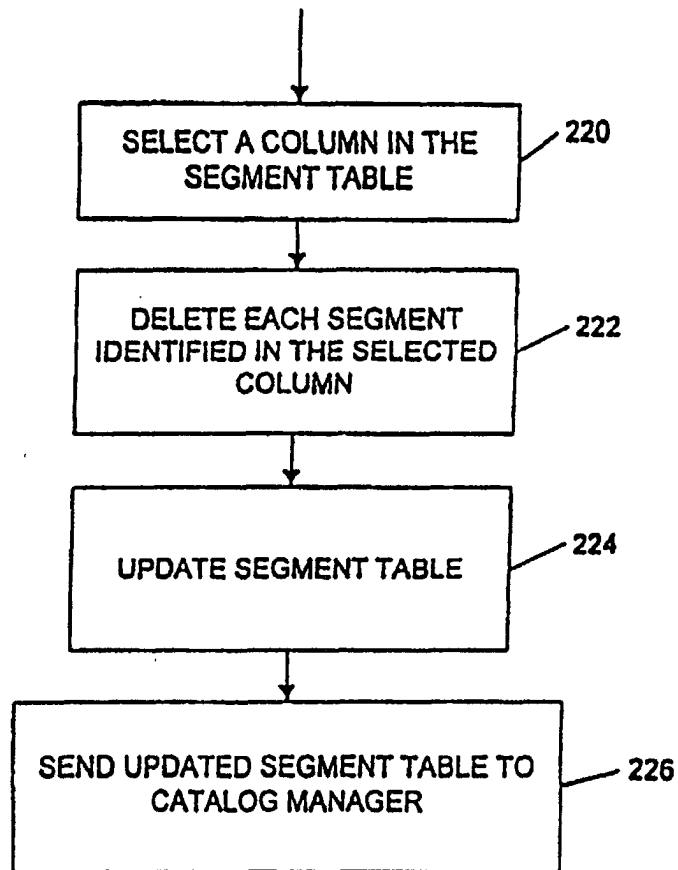 SELECT A COLUMN IN THE
SEGMENT TABLE
220
DELETE EACH SEGMENT
IDENTIFIED IN THE SELECTED
COLUMN
222
UPDATE SEGMENT TABLE
224
SEND UPDATED SEGMENT TABLE TO
CATALOG MANAGER
226